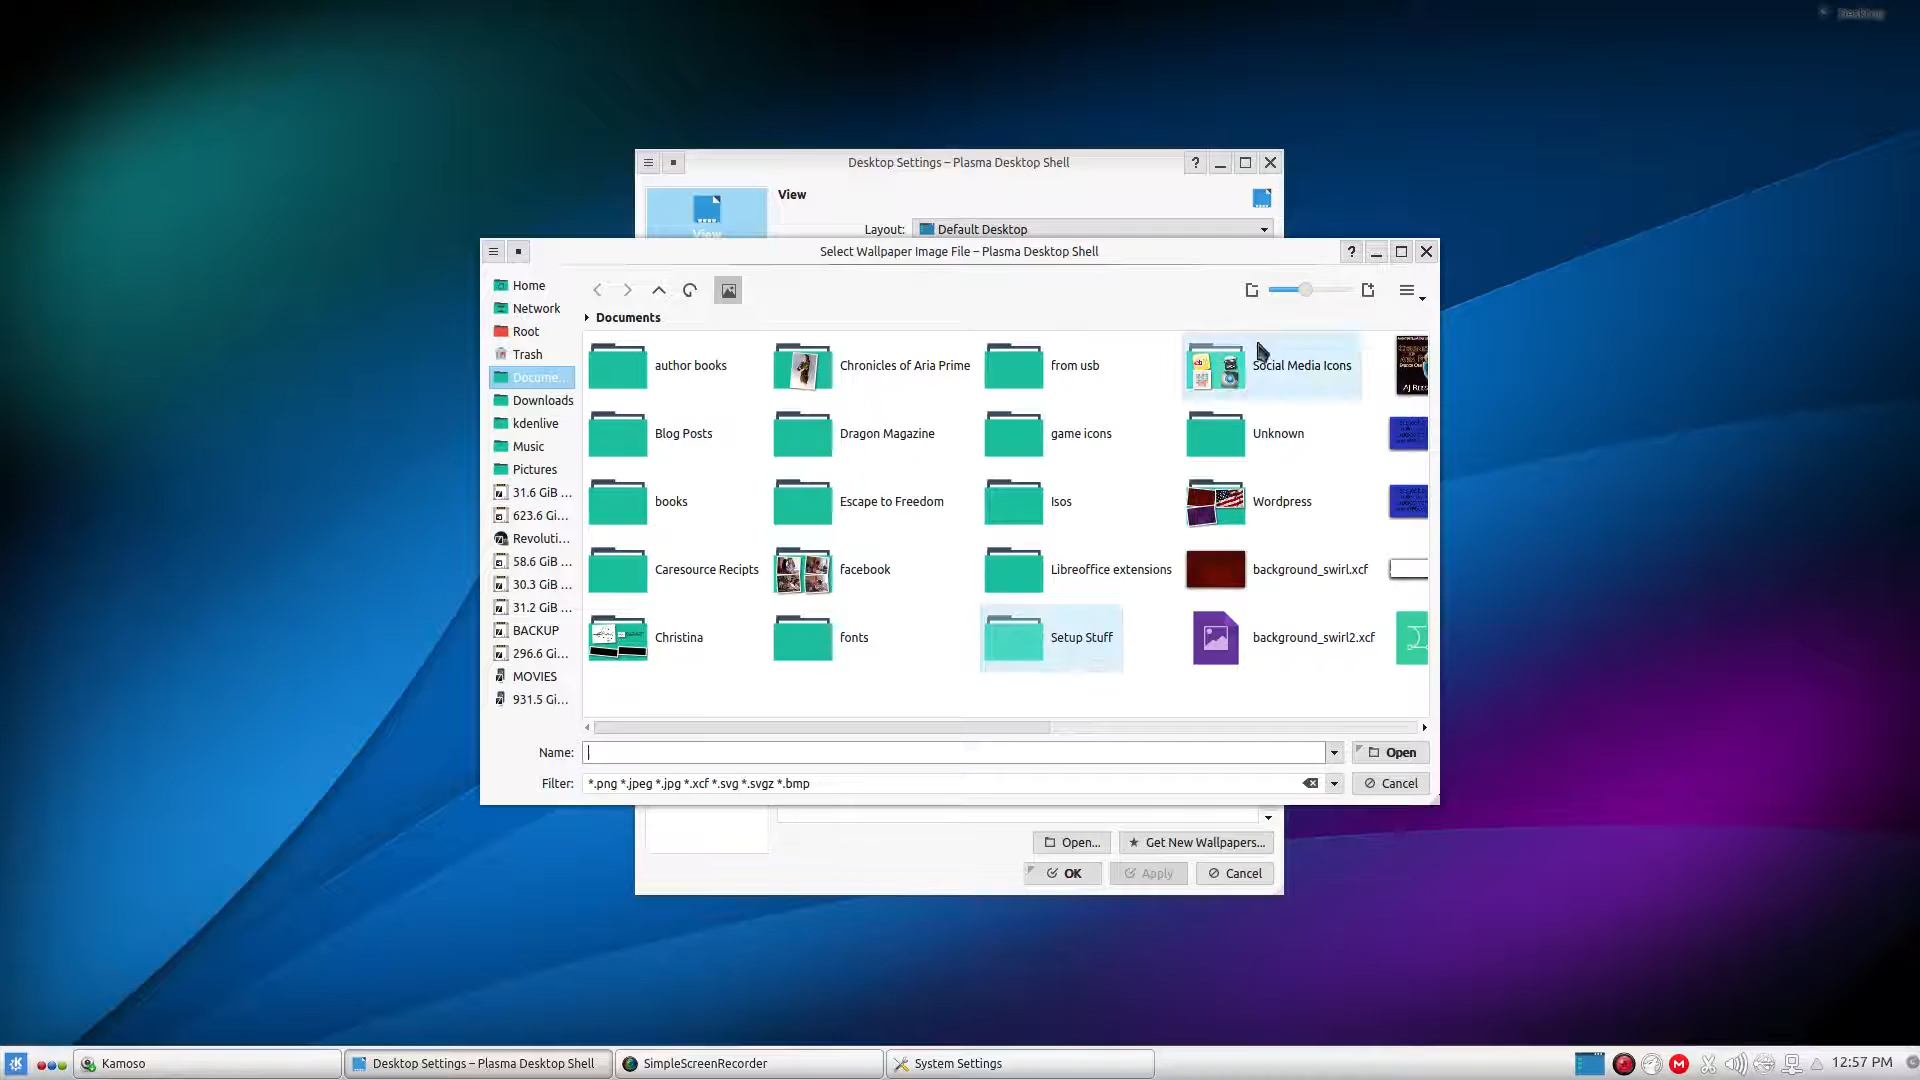 Desktop
Desktop Settings – Plasma Desktop Shell
View
View
Layout: Default Desktop
Select Wallpaper Image File – Plasma Desktop Shell
Home
Network
Root
Trash
Docume...
Downloads
kdenlive
Music
Pictures
31.6 GiB ...
623.6 Gi...
Revoluti...
58.6 GiB ...
30.3 GiB ...
31.2 GiB ...
BACKUP
296.6 Gi...
MOVIES
931.5 Gi...
Documents
author books
Blog Posts
books
Caresource Recipts
Christina
Chronicles of Aria Prime
Dragon Magazine
Escape to Freedom
facebook
fonts
from usb
game icons
Isos
Libreoffice extensions
Setup Stuff
Social Media Icons
Unknown
Wordpress
background_swirl.xcf
background_swirl2.xcf
Name:
Open
Filter: *.png *.jpeg *.jpg *.xcf *.svg *.svgz *.bmp
Cancel
Open...
Get New Wallpapers...
OK
Apply
Cancel
Kamoso
Desktop Settings – Plasma Desktop Shell
SimpleScreenRecorder
System Settings
12:57 PM